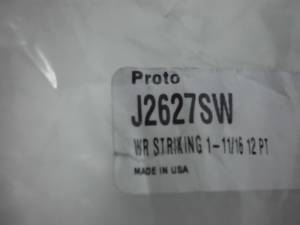 Proto
J2627SW
WR STRIKING 1-11/16 12 PT
MADE IN USA